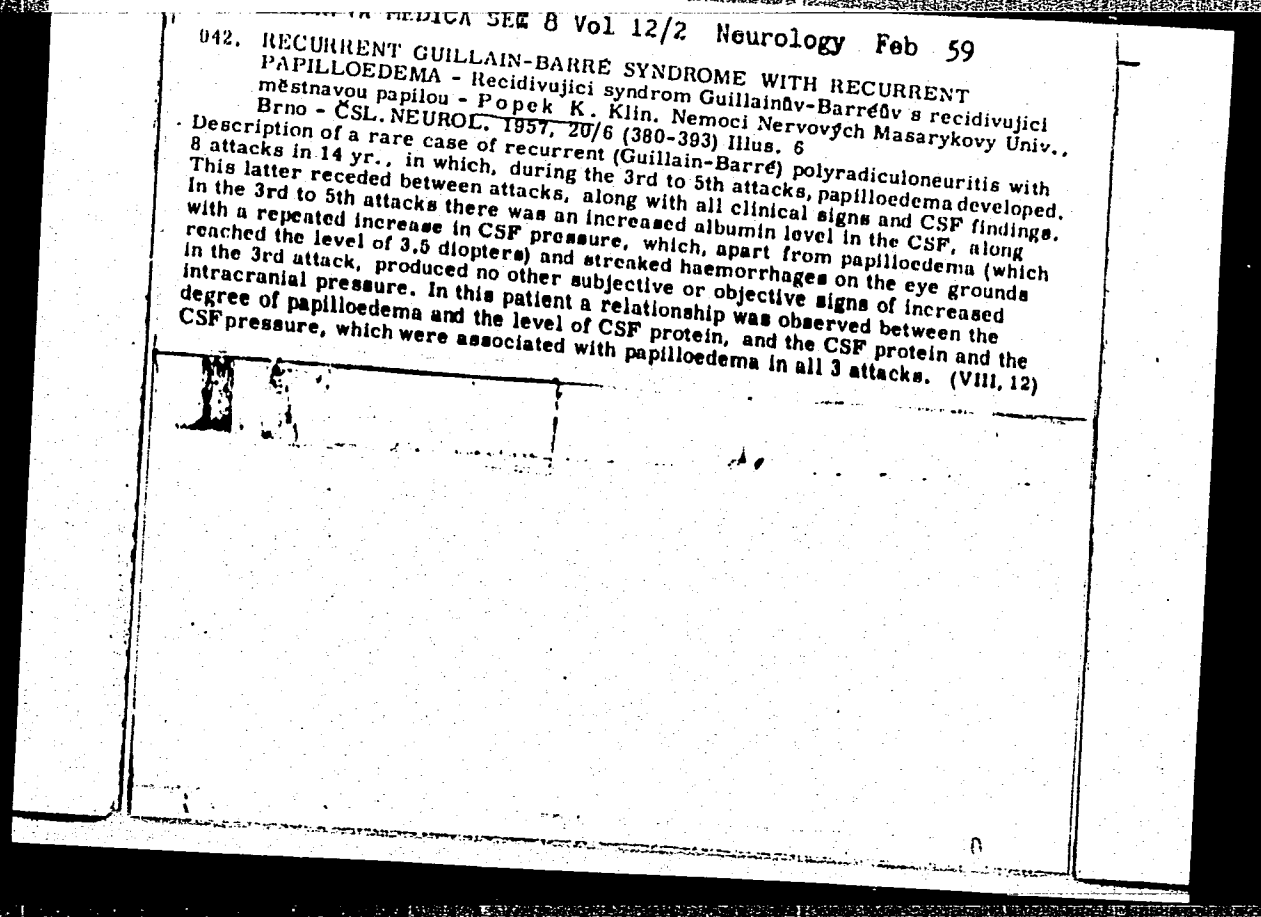 MEDICA SEC 8 Vol 12/2 Neurology Feb 59
942. RECURRENT GUILLAIN-BARRÉ SYNDROME WITH RECURRENT
PAPILLOEDEMA - Recidivujici syndrom Guillainův-Barréův s recidivujici
městnavou papilou - Popek K. Klin. Nemoci Nervových Masarykovy Univ.,
Brno - ČSL. NEUROL. 1957, 20/6 (380-393) Illus. 6
Description of a rare case of recurrent (Guillain-Barré) polyradiculoneuritis with
8 attacks in 14 yr., in which, during the 3rd to 5th attacks, papilloedema developed.
This latter receded between attacks, along with all clinical signs and CSF findings.
In the 3rd to 5th attacks there was an increased albumin level in the CSF, along
with a repeated increase in CSF pressure, which, apart from papilloedema (which
reached the level of 3,5 diopters) and streaked haemorrhages on the eye grounds
in the 3rd attack, produced no other subjective or objective signs of increased
intracranial pressure. In this patient a relationship was observed between the
degree of papilloedema and the level of CSF protein, and the CSF protein and the
CSF pressure, which were associated with papilloedema in all 3 attacks. (VIII, 12)